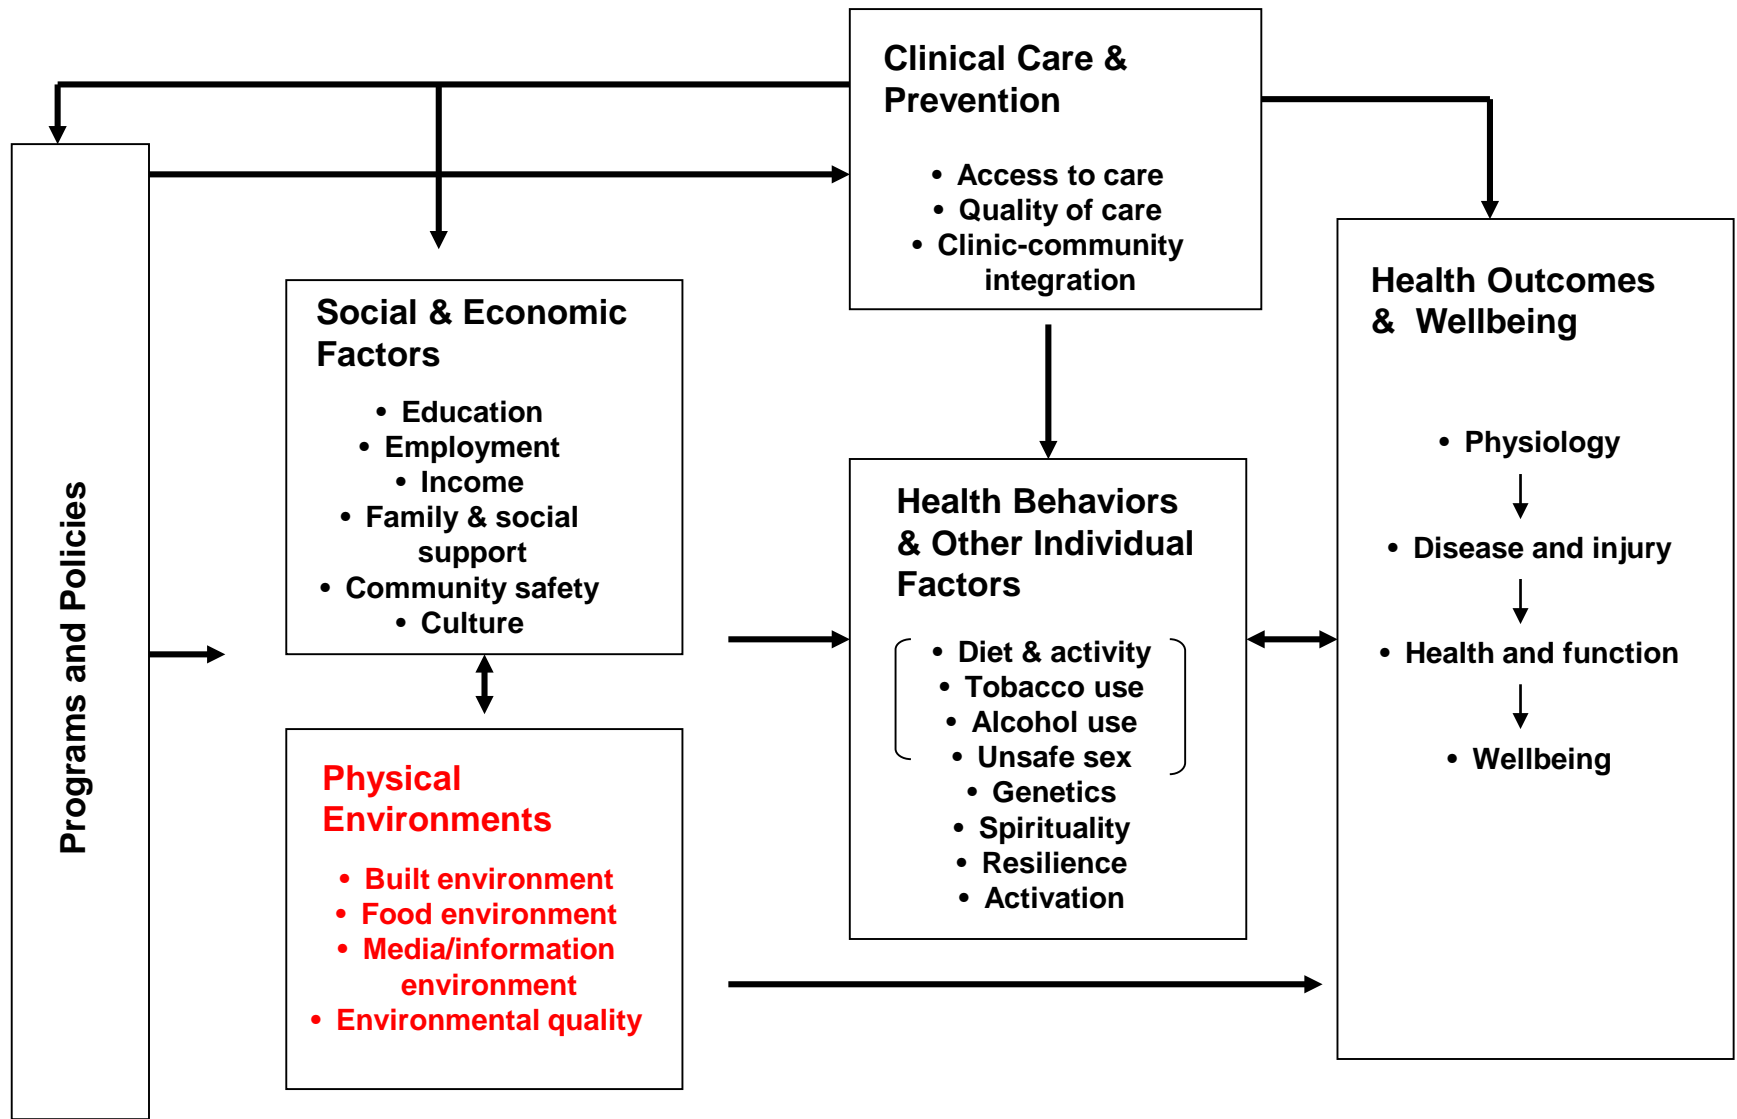 Programs and Policies
Clinical Care &
Prevention
• Access to care
• Quality of care
• Clinic-community
integration
Social & Economic
Factors
• Education
• Employment
• Income
• Family & social
support
• Community safety
• Culture
Physical
Environments
• Built environment
• Food environment
• Media/information
environment
• Environmental quality
Health Behaviors
& Other Individual
Factors
• Diet & activity
• Tobacco use
• Alcohol use
• Unsafe sex
• Genetics
• Spirituality
• Resilience
• Activation
Health Outcomes
& Wellbeing
• Physiology
• Disease and injury
• Health and function
• Wellbeing